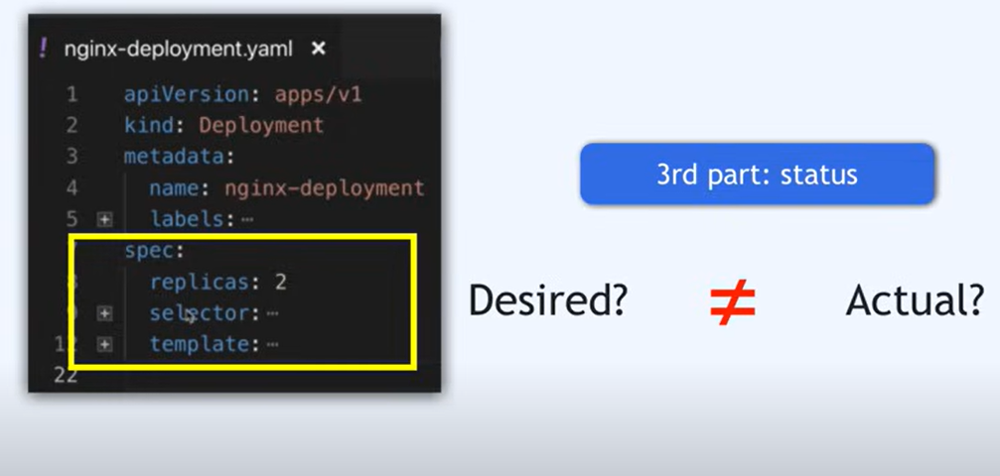 ! nginx-deployment.yaml ×
1 apiVersion: apps/v1
2 kind: Deployment
3 metadata:
4 name: nginx-deployment
5 + labels: ⋯
7 spec:
8 replicas: 2
9 + selector: ⋯
12 + template: ⋯
22
3rd part: status
Desired? ≠ Actual?